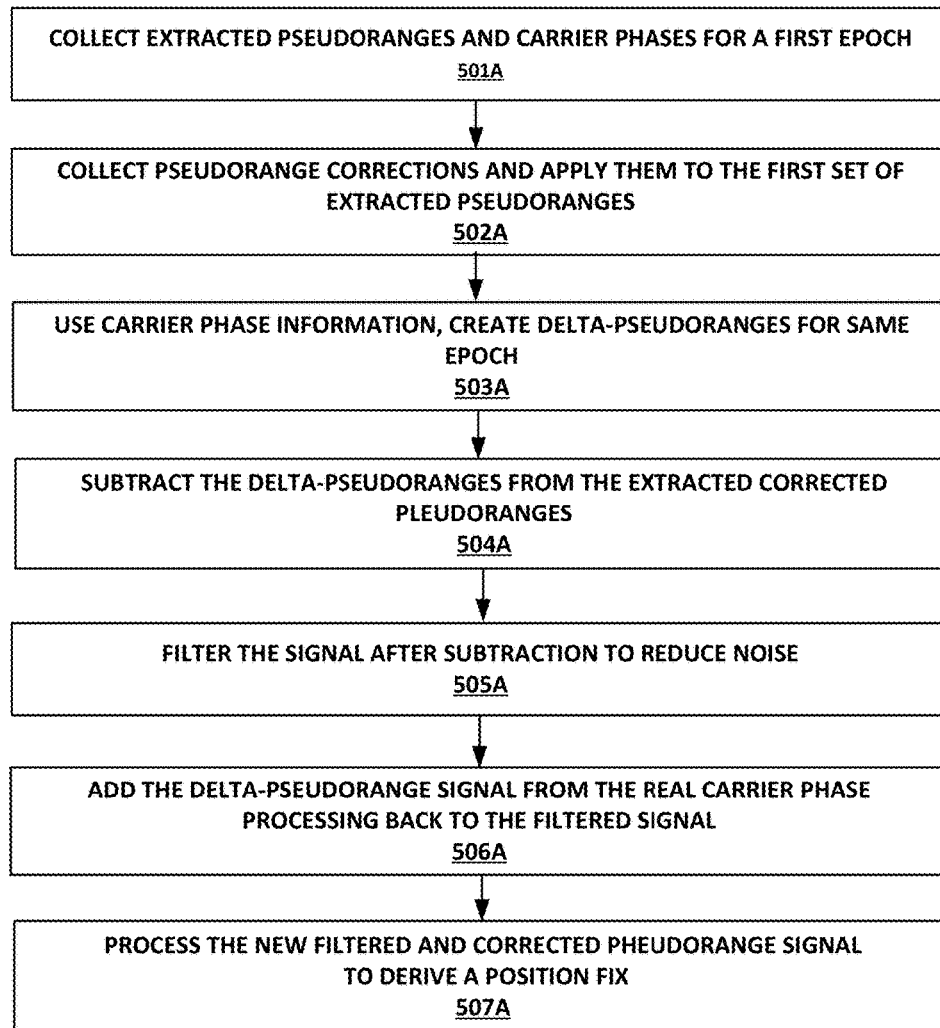 COLLECT EXTRACTED PSEUDORANGES AND CARRIER PHASES FOR A FIRST EPOCH
501A
COLLECT PSEUDORANGE CORRECTIONS AND APPLY THEM TO THE FIRST SET OF
EXTRACTED PSEUDORANGES
502A
USE CARRIER PHASE INFORMATION, CREATE DELTA-PSEUDORANGES FOR SAME
EPOCH
503A
SUBTRACT THE DELTA-PSEUDORANGES FROM THE EXTRACTED CORRECTED
PLEUDORANGES
504A
FILTER THE SIGNAL AFTER SUBTRACTION TO REDUCE NOISE
505A
ADD THE DELTA-PSEUDORANGE SIGNAL FROM THE REAL CARRIER PHASE
PROCESSING BACK TO THE FILTERED SIGNAL
506A
PROCESS THE NEW FILTERED AND CORRECTED PHEUDORANGE SIGNAL
TO DERIVE A POSITION FIX
507A